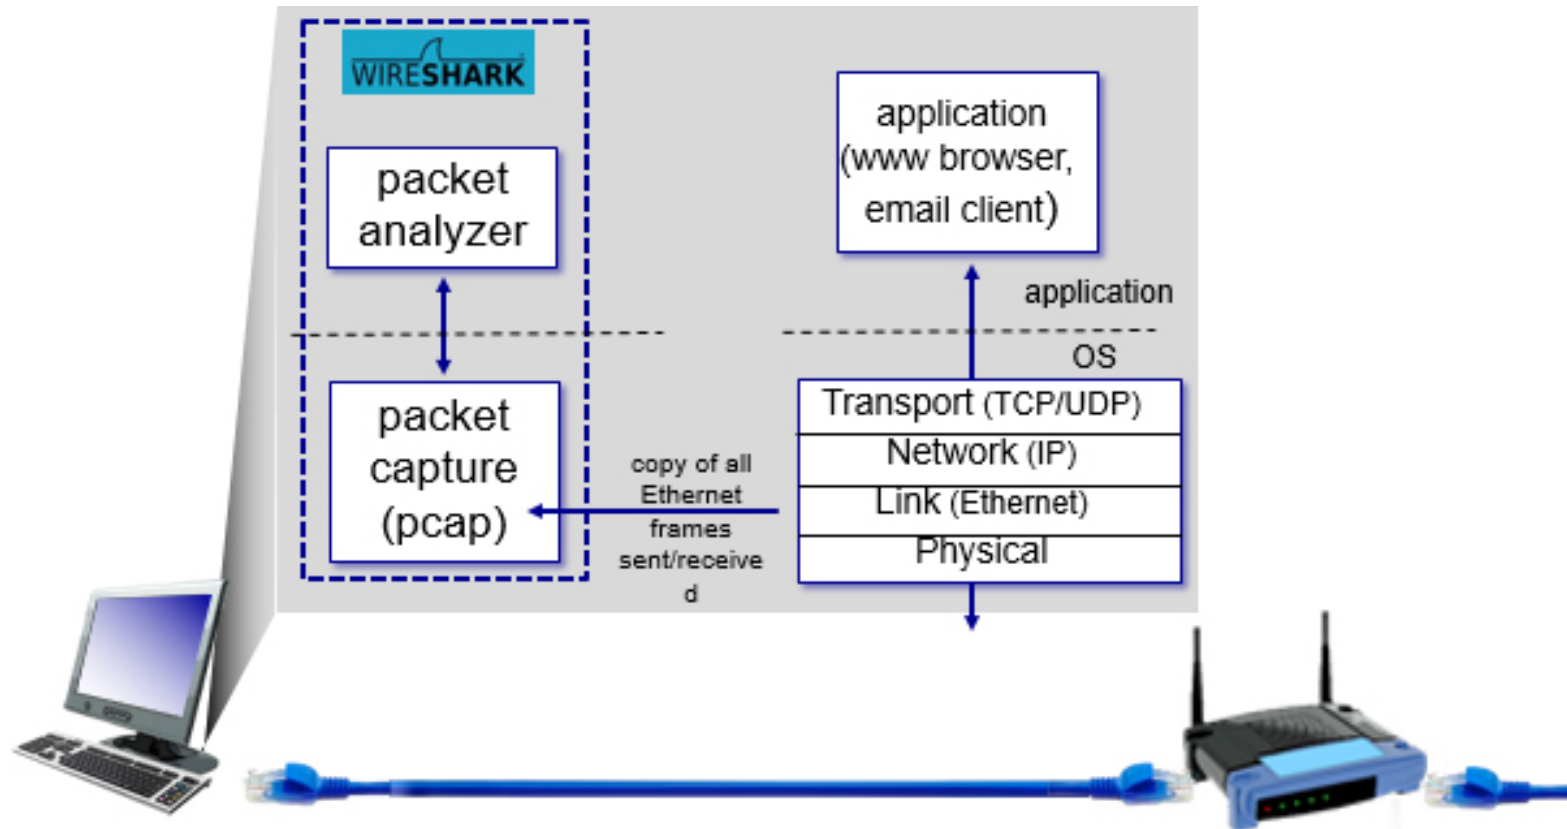 WIRESHARK
packet
analyzer
packet
capture
(pcap)
copy of all
Ethernet
frames
sent/receive
d
application
(www browser,
email client)
application
OS
Transport (TCP/UDP)
Network (IP)
Link (Ethernet)
Physical